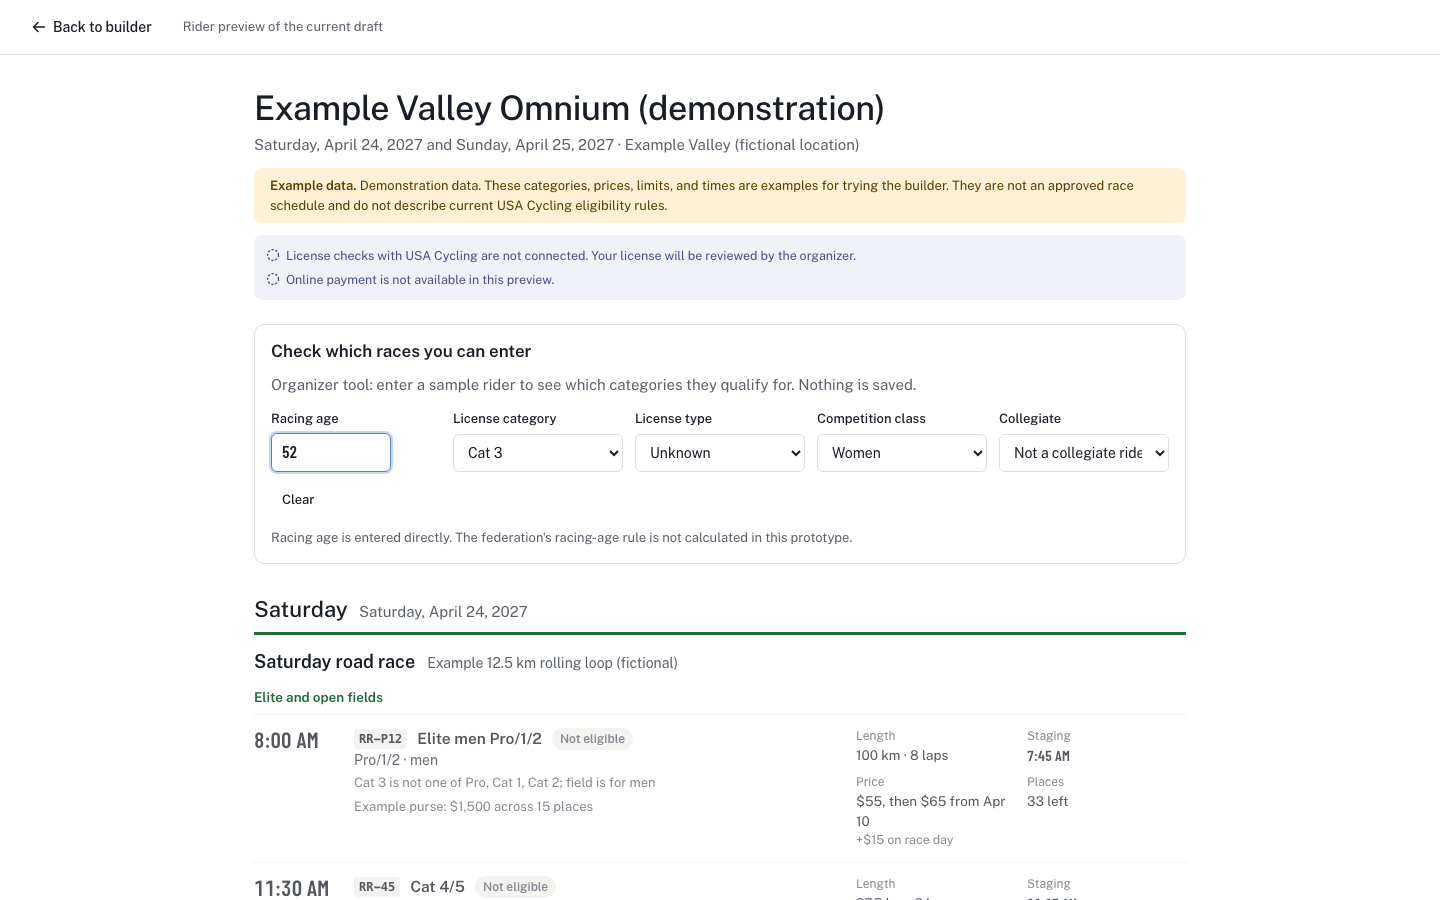 Back to builder
Rider preview of the current draft
Example Valley Omnium (demonstration)
Saturday, April 24, 2027 and Sunday, April 25, 2027 · Example Valley (fictional location)
Example data. Demonstration data. These categories, prices, limits, and times are examples for trying the builder. They are not an approved race
schedule and do not describe current USA Cycling eligibility rules.
License checks with USA Cycling are not connected. Your license will be reviewed by the organizer.
Online payment is not available in this preview.
Check which races you can enter
Organizer tool: enter a sample rider to see which categories they qualify for. Nothing is saved.
Racing age
License category
License type
Competition class
Collegiate
52
Cat 3
Unknown
Women
Not a collegiate ride
Clear
Racing age is entered directly. The federation's racing-age rule is not calculated in this prototype.
Saturday Saturday, April 24, 2027
Saturday road race Example 12.5 km rolling loop (fictional)
Elite and open fields
8:00 AM
RR–P12 Elite men Pro/1/2 Not eligible
Pro/1/2 · men
Cat 3 is not one of Pro, Cat 1, Cat 2; field is for men
Example purse: $1,500 across 15 places
Length
100 km · 8 laps
Staging
7:45 AM
Price
$55, then $65 from Apr
10
+$15 on race day
Places
33 left
11:30 AM
RR–45 Cat 4/5 Not eligible
Length
Staging